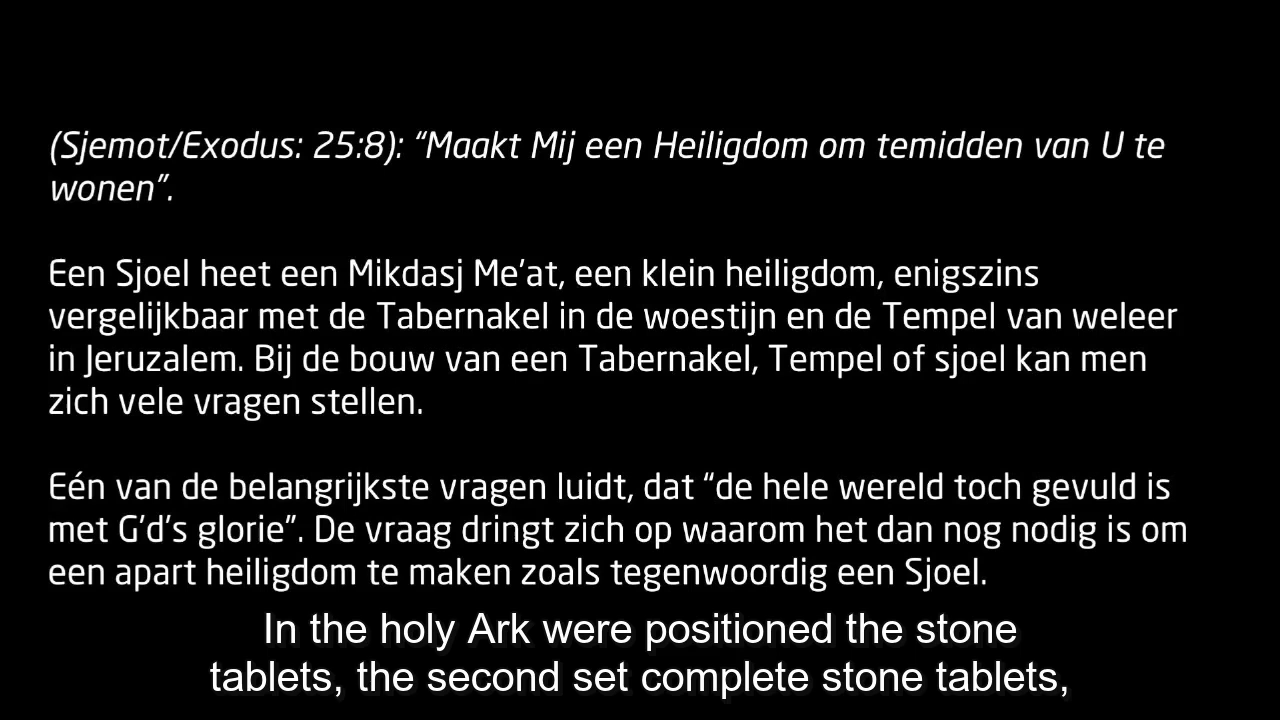 (Sjemot/Exodus: 25:8): “Maakt Mij een Heiligdom om temidden van U te
wonen”.
Een Sjoel heet een Mikdasj Me’at, een klein heiligdom, enigszins
vergelijkbaar met de Tabernakel in de woestijn en de Tempel van weleer
in Jeruzalem. Bij de bouw van een Tabernakel, Tempel of sjoel kan men
zich vele vragen stellen.
Eén van de belangrijkste vragen luidt, dat “de hele wereld toch gevuld is
met G’d’s glorie”. De vraag dringt zich op waarom het dan nog nodig is om
een apart heiligdom te maken zoals tegenwoordig een Sjoel.
In the holy Ark were positioned the stone
tablets, the second set complete stone tablets,